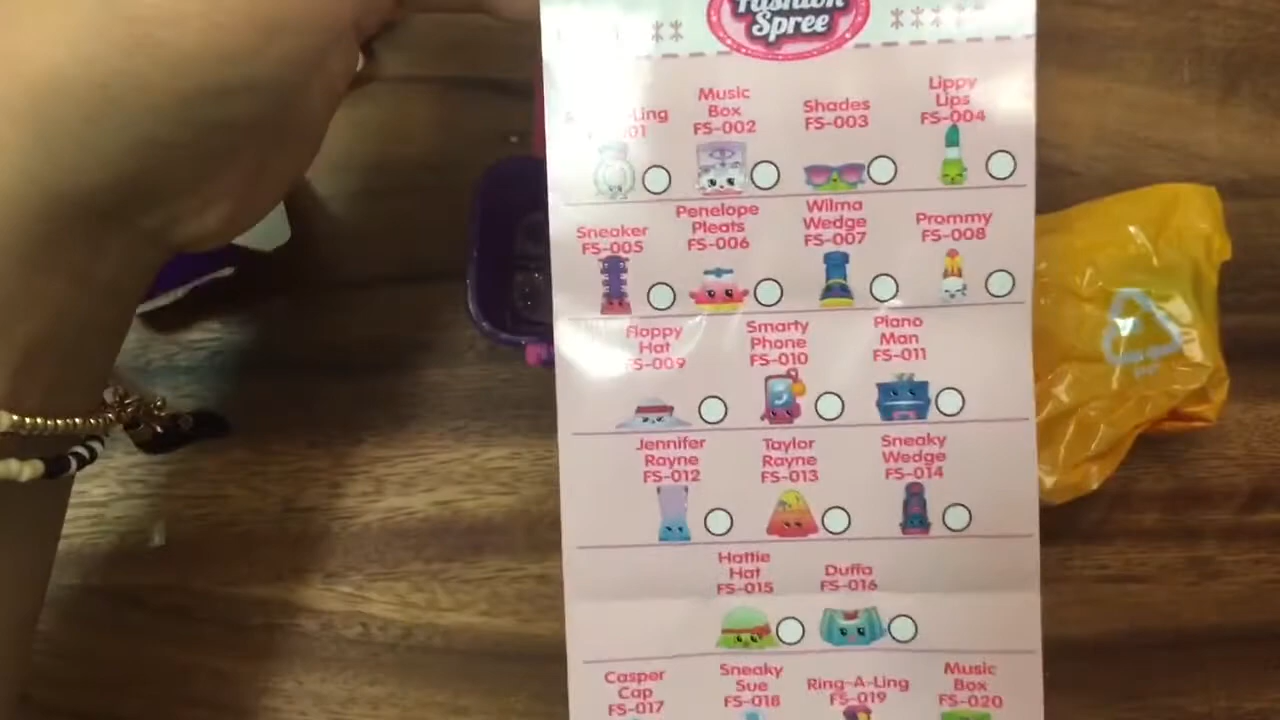 Fashion
Spree
-Ling
01
Music
Box
FS-002
Shades
FS-003
Lippy
Lips
FS-004
Sneaker
FS-005
Penelope
Pleats
FS-006
Wilma
Wedge
FS-007
Prommy
FS-008
Floppy
Hat
FS-009
Smarty
Phone
FS-010
Piano
Man
FS-011
Jennifer
Rayne
FS-012
Taylor
Rayne
FS-013
Sneaky
Wedge
FS-014
Hattie
Hat
FS-015
Duffa
FS-016
Casper
Cap
FS-017
Sneaky
Sue
FS-018
Ring-A-Ling
FS-019
Music
Box
FS-020